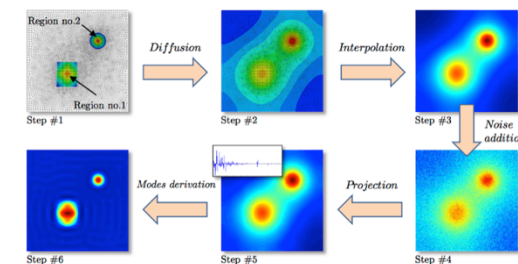 Region no.2
Diffusion
Interpolation
Region no.1
Step #1
Step #2
Step #3
Noise
additio
Modes derivation
Projection
Step #6
Step #5
Step #4